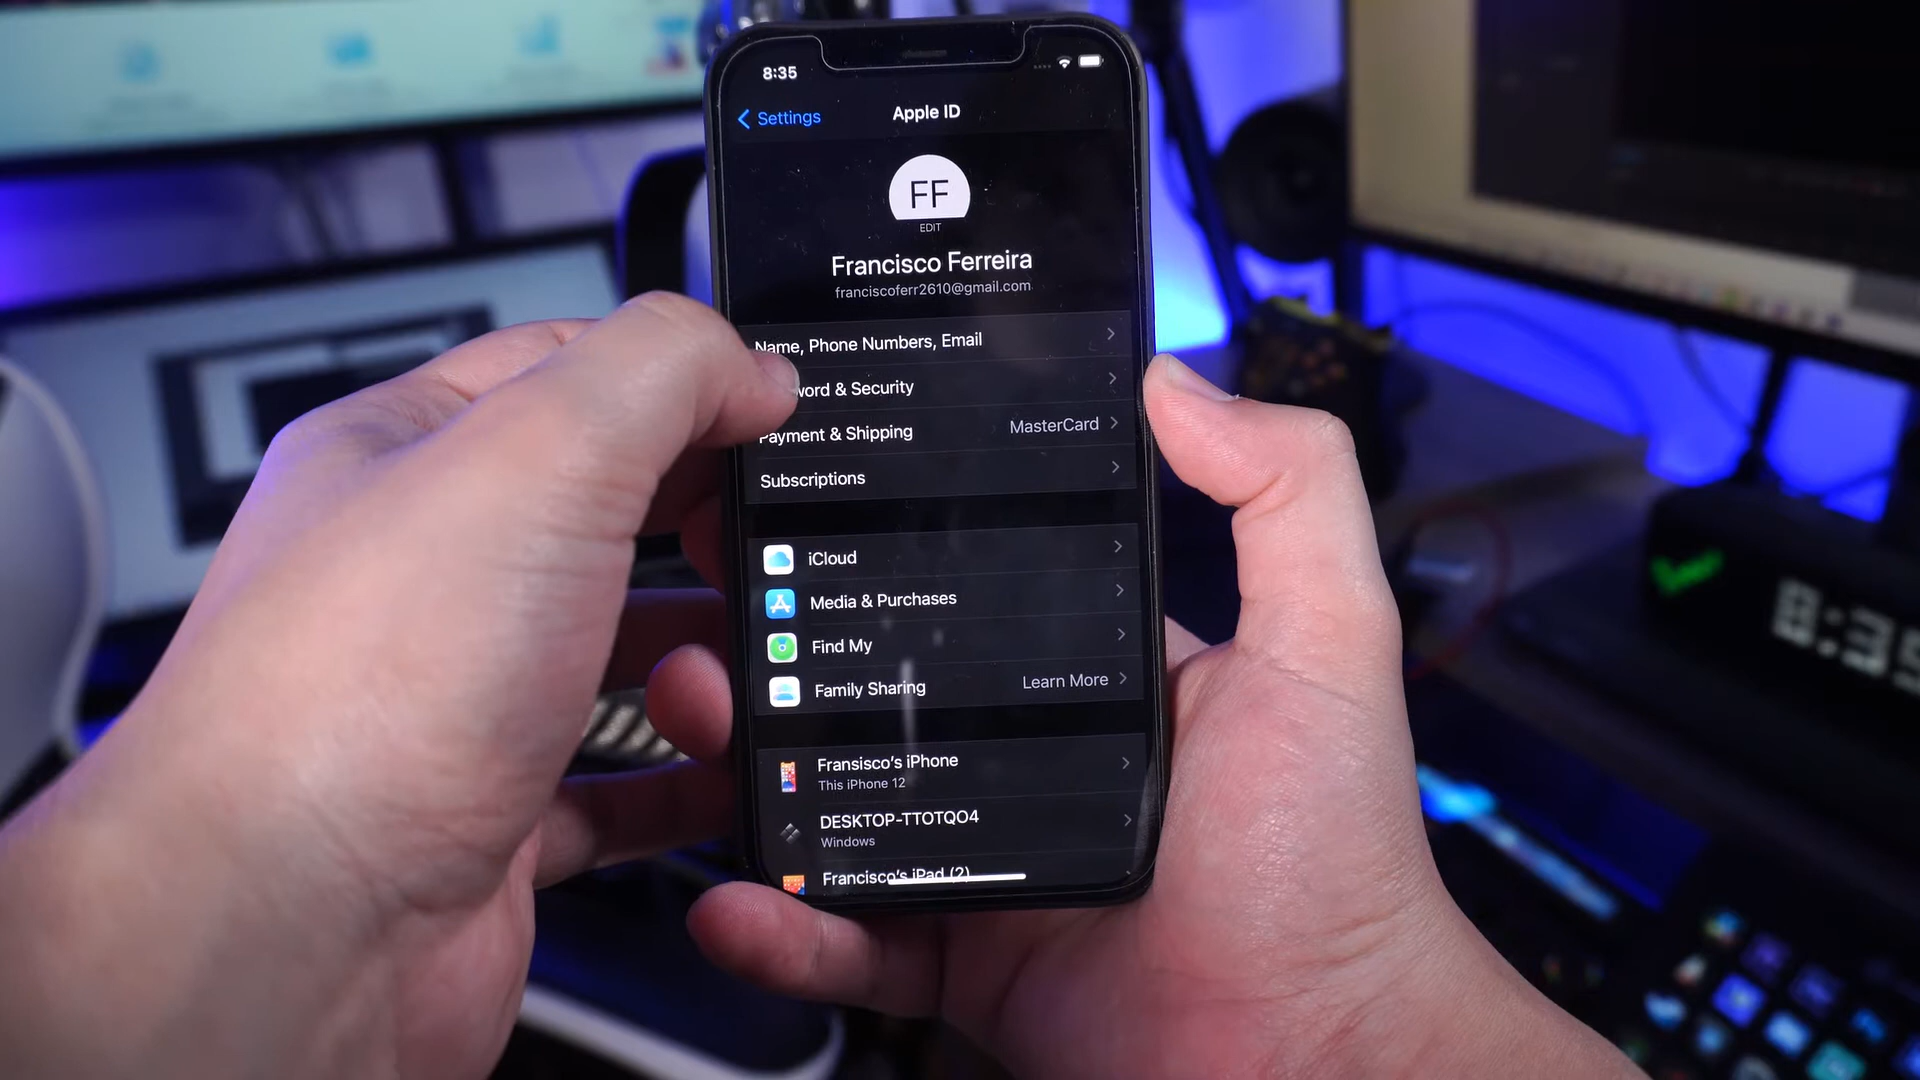 8:35
Settings
Apple ID
FF
EDIT
Francisco Ferreira
franciscoferr2610@gmail.com
Name, Phone Numbers, Email
word & Security
Payment & Shipping MasterCard
Subscriptions
iCloud
Media & Purchases
Find My
Family Sharing Learn More
Fransisco's iPhone
This iPhone 12
DESKTOP-TTOTQO4
Windows
Francisco's iPad (2)